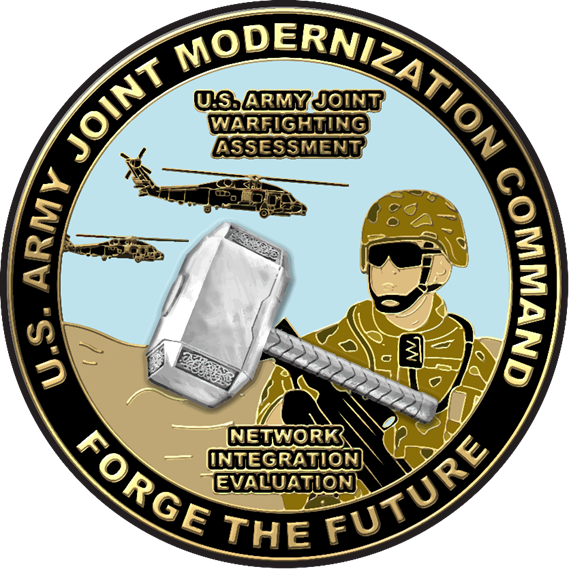 U.S. ARMY JOINT MODERNIZATION COMMAND
U.S. ARMY JOINT
WARFIGHTING
ASSESSMENT
NETWORK
INTEGRATION
EVALUATION
FORGE THE FUTURE